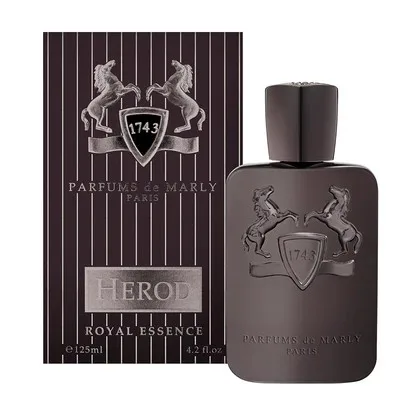 1743
PARFUMS de MARLY
PARIS
HEROD
ROYAL ESSENCE
℮125ml
4.2 fl.oz
1743
PARFUMS de MARLY
PARIS